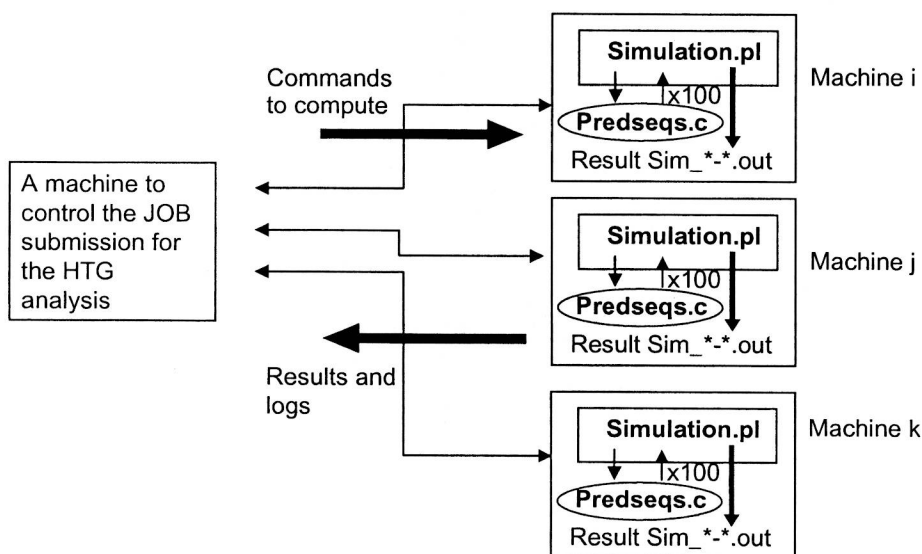 Commands
to compute
A machine to
control the JOB
submission for
the HTG
analysis
Results and
logs
Simulation.pl
x100
Predseqs.c
Result Sim_*-*.out
Machine i
Simulation.pl
x100
Predseqs.c
Result Sim_*-*.out
Machine j
Simulation.pl
x100
Predseqs.c
Result Sim_*-*.out
Machine k